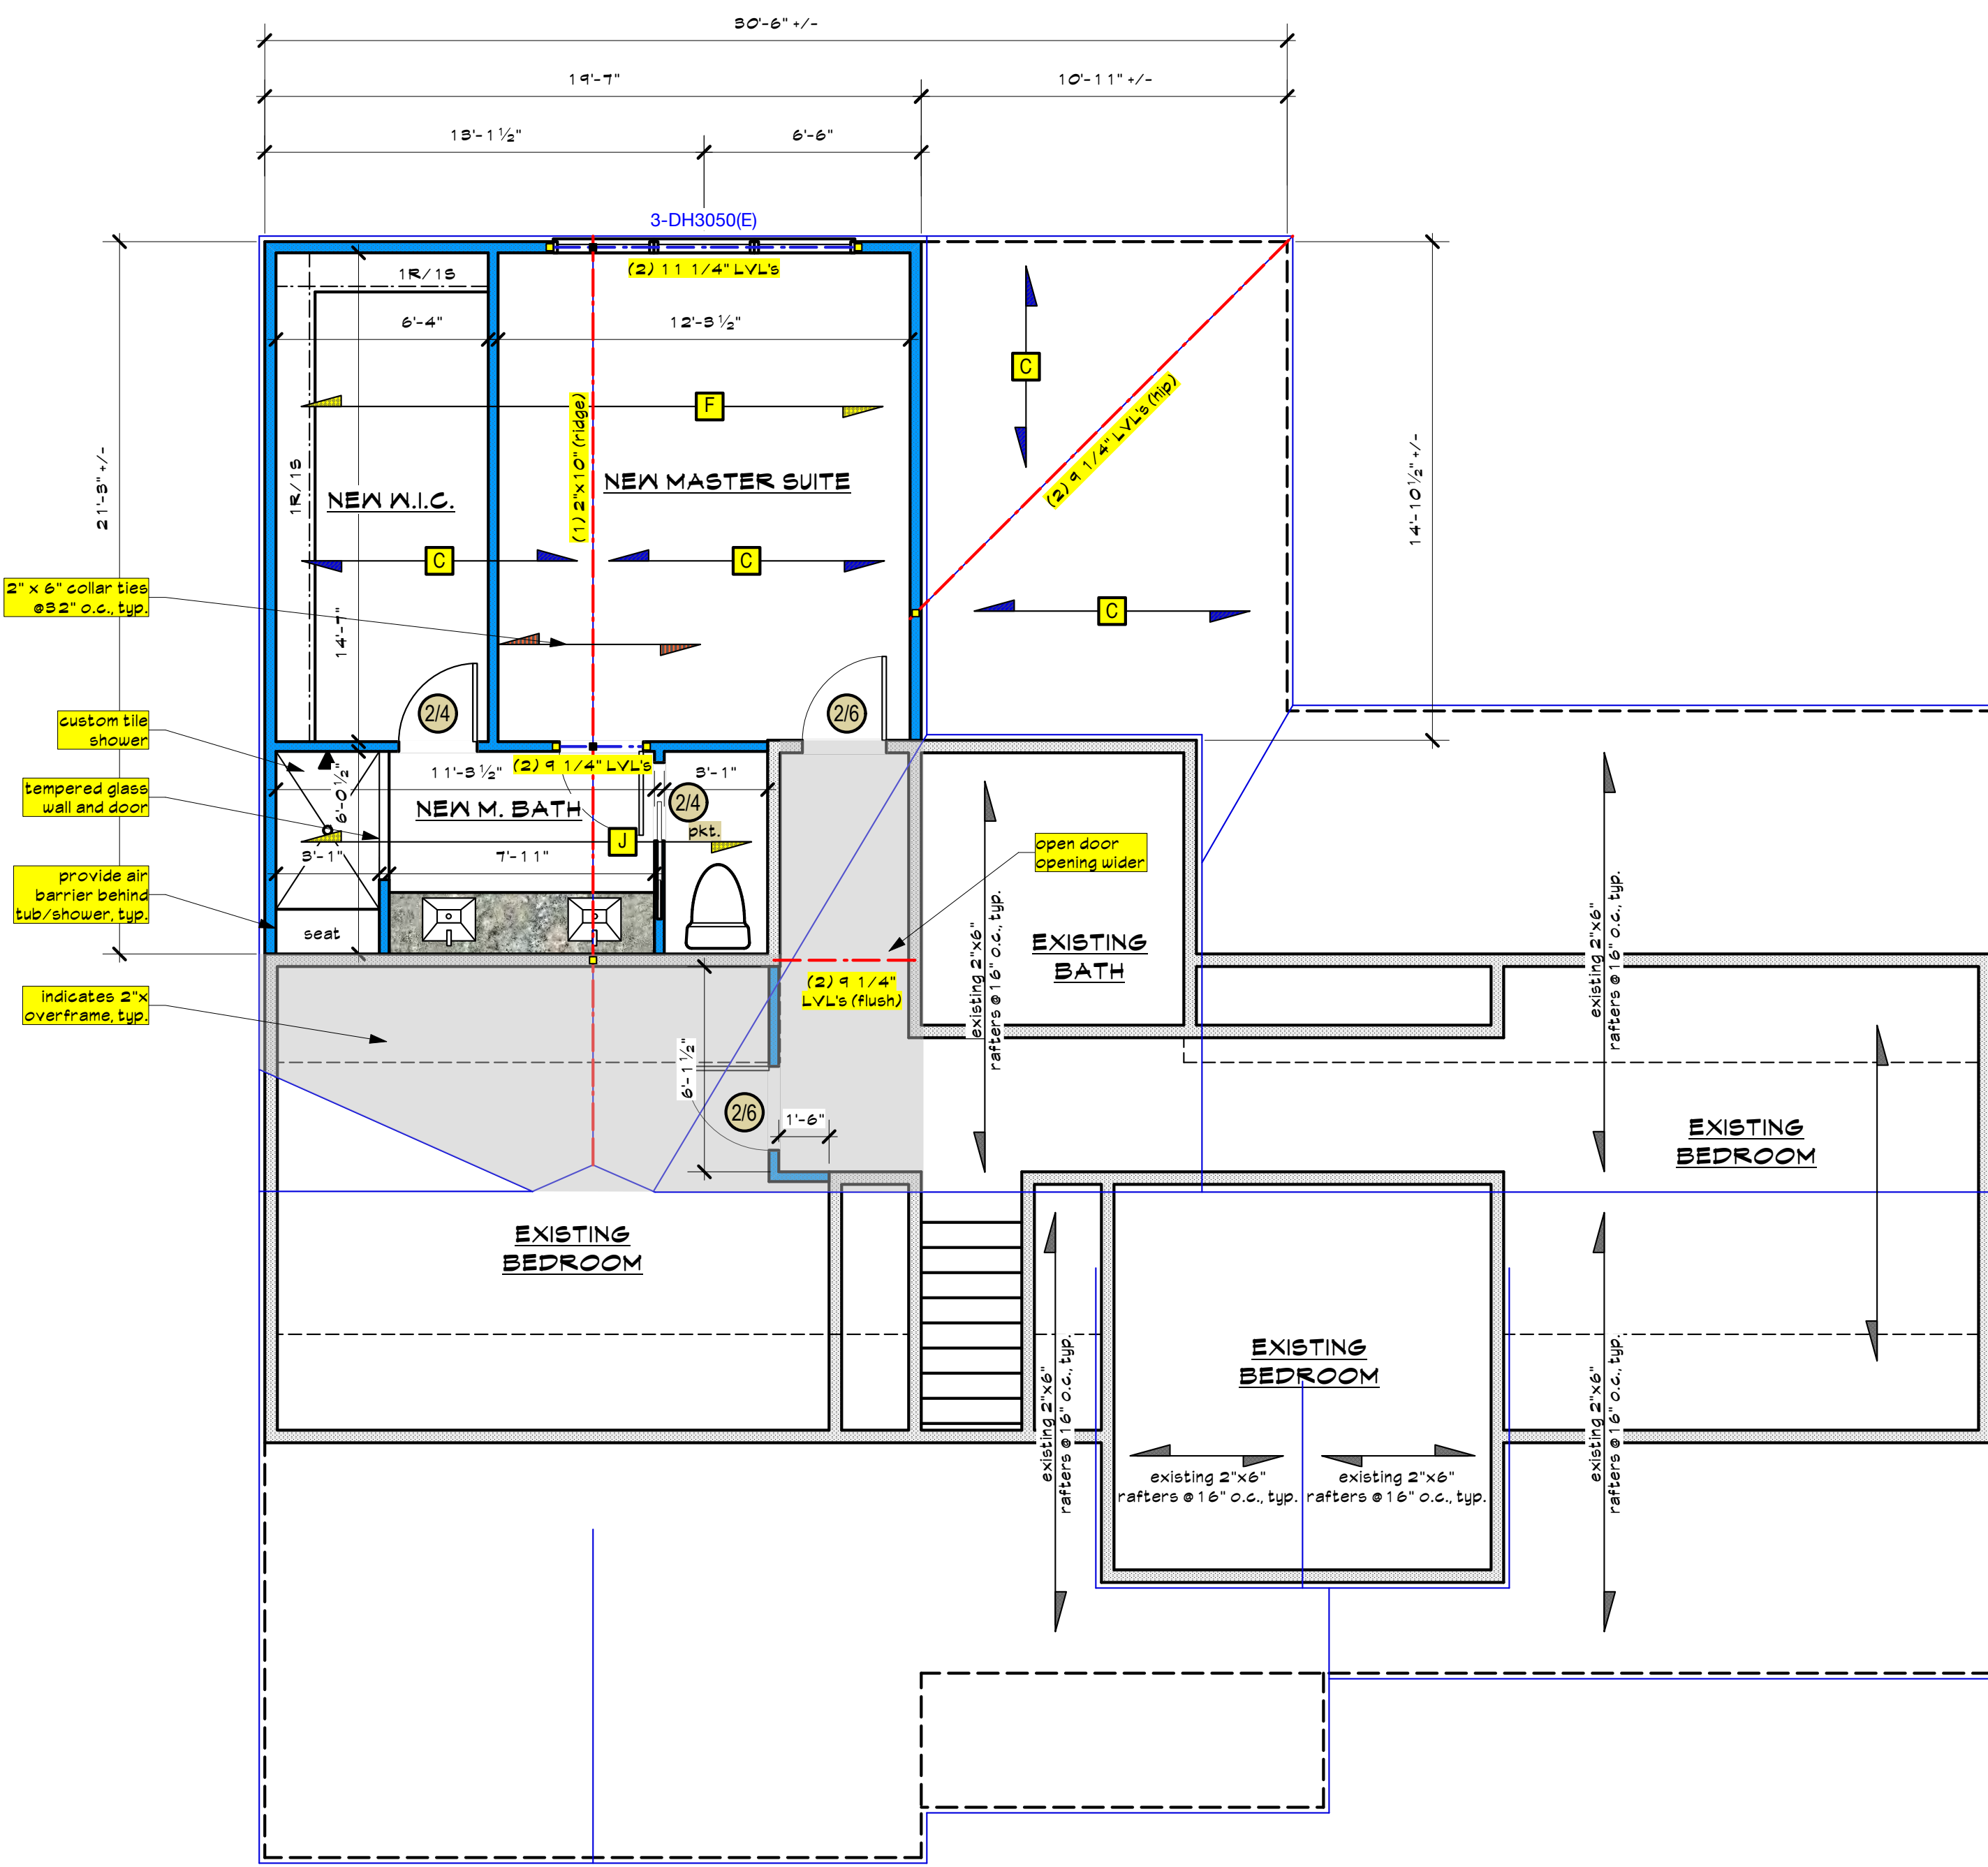 30'-6" +/-
19'-7"
10'-11" +/-
13'-1 ½"
6'-6"
3-DH3050(E)
(2) 11 1/4" LVL's
1R/1S
6'-4"
12'-3 ½"
C
F
(1) 2"x10" (ridge)
(2) 9 1/4" LVL's (hip)
21'-3" +/-
14'-10 ½" +/-
1R/1S
NEW W.I.C.
NEW MASTER SUITE
C
C
C
2" x 6" collar ties
@32" o.c., typ.
14'-7"
2/4
2/6
custom tile
shower
(2) 9 1/4" LVL's
11'-3 ½"
3'-1"
6'-0 ½"
tempered glass
wall and door
NEW M. BATH
2/4
pkt.
J
3'-1"
7'-11"
open door
opening wider
provide air
barrier behind
tub/shower, typ.
seat
EXISTING
BATH
existing 2"x6"
rafters @ 16" o.c., typ.
existing 2"x6"
rafters @ 16" o.c., typ.
(2) 9 1/4"
LVL's (flush)
indicates 2"x
overframe, typ.
6'-1 ½"
2/6
1'-6"
EXISTING
BEDROOM
EXISTING
BEDROOM
EXISTING
BEDROOM
existing 2"x6"
rafters @ 16" o.c., typ.
existing 2"x6"
rafters @ 16" o.c., typ.
existing 2"x6"
rafters @ 16" o.c., typ.
existing 2"x6"
rafters @ 16" o.c., typ.